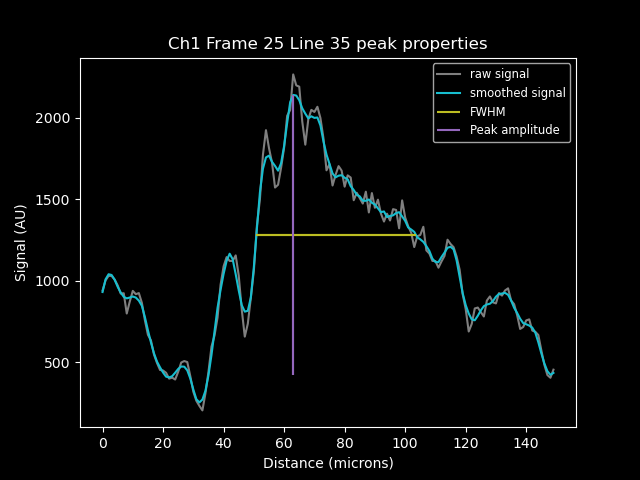 Ch1 Frame 25 Line 35 peak properties
raw signal
smoothed signal
FWHM
Peak amplitude
Signal (AU)
2000
1500
1000
500
0 20 40 60 80 100 120 140
Distance (microns)